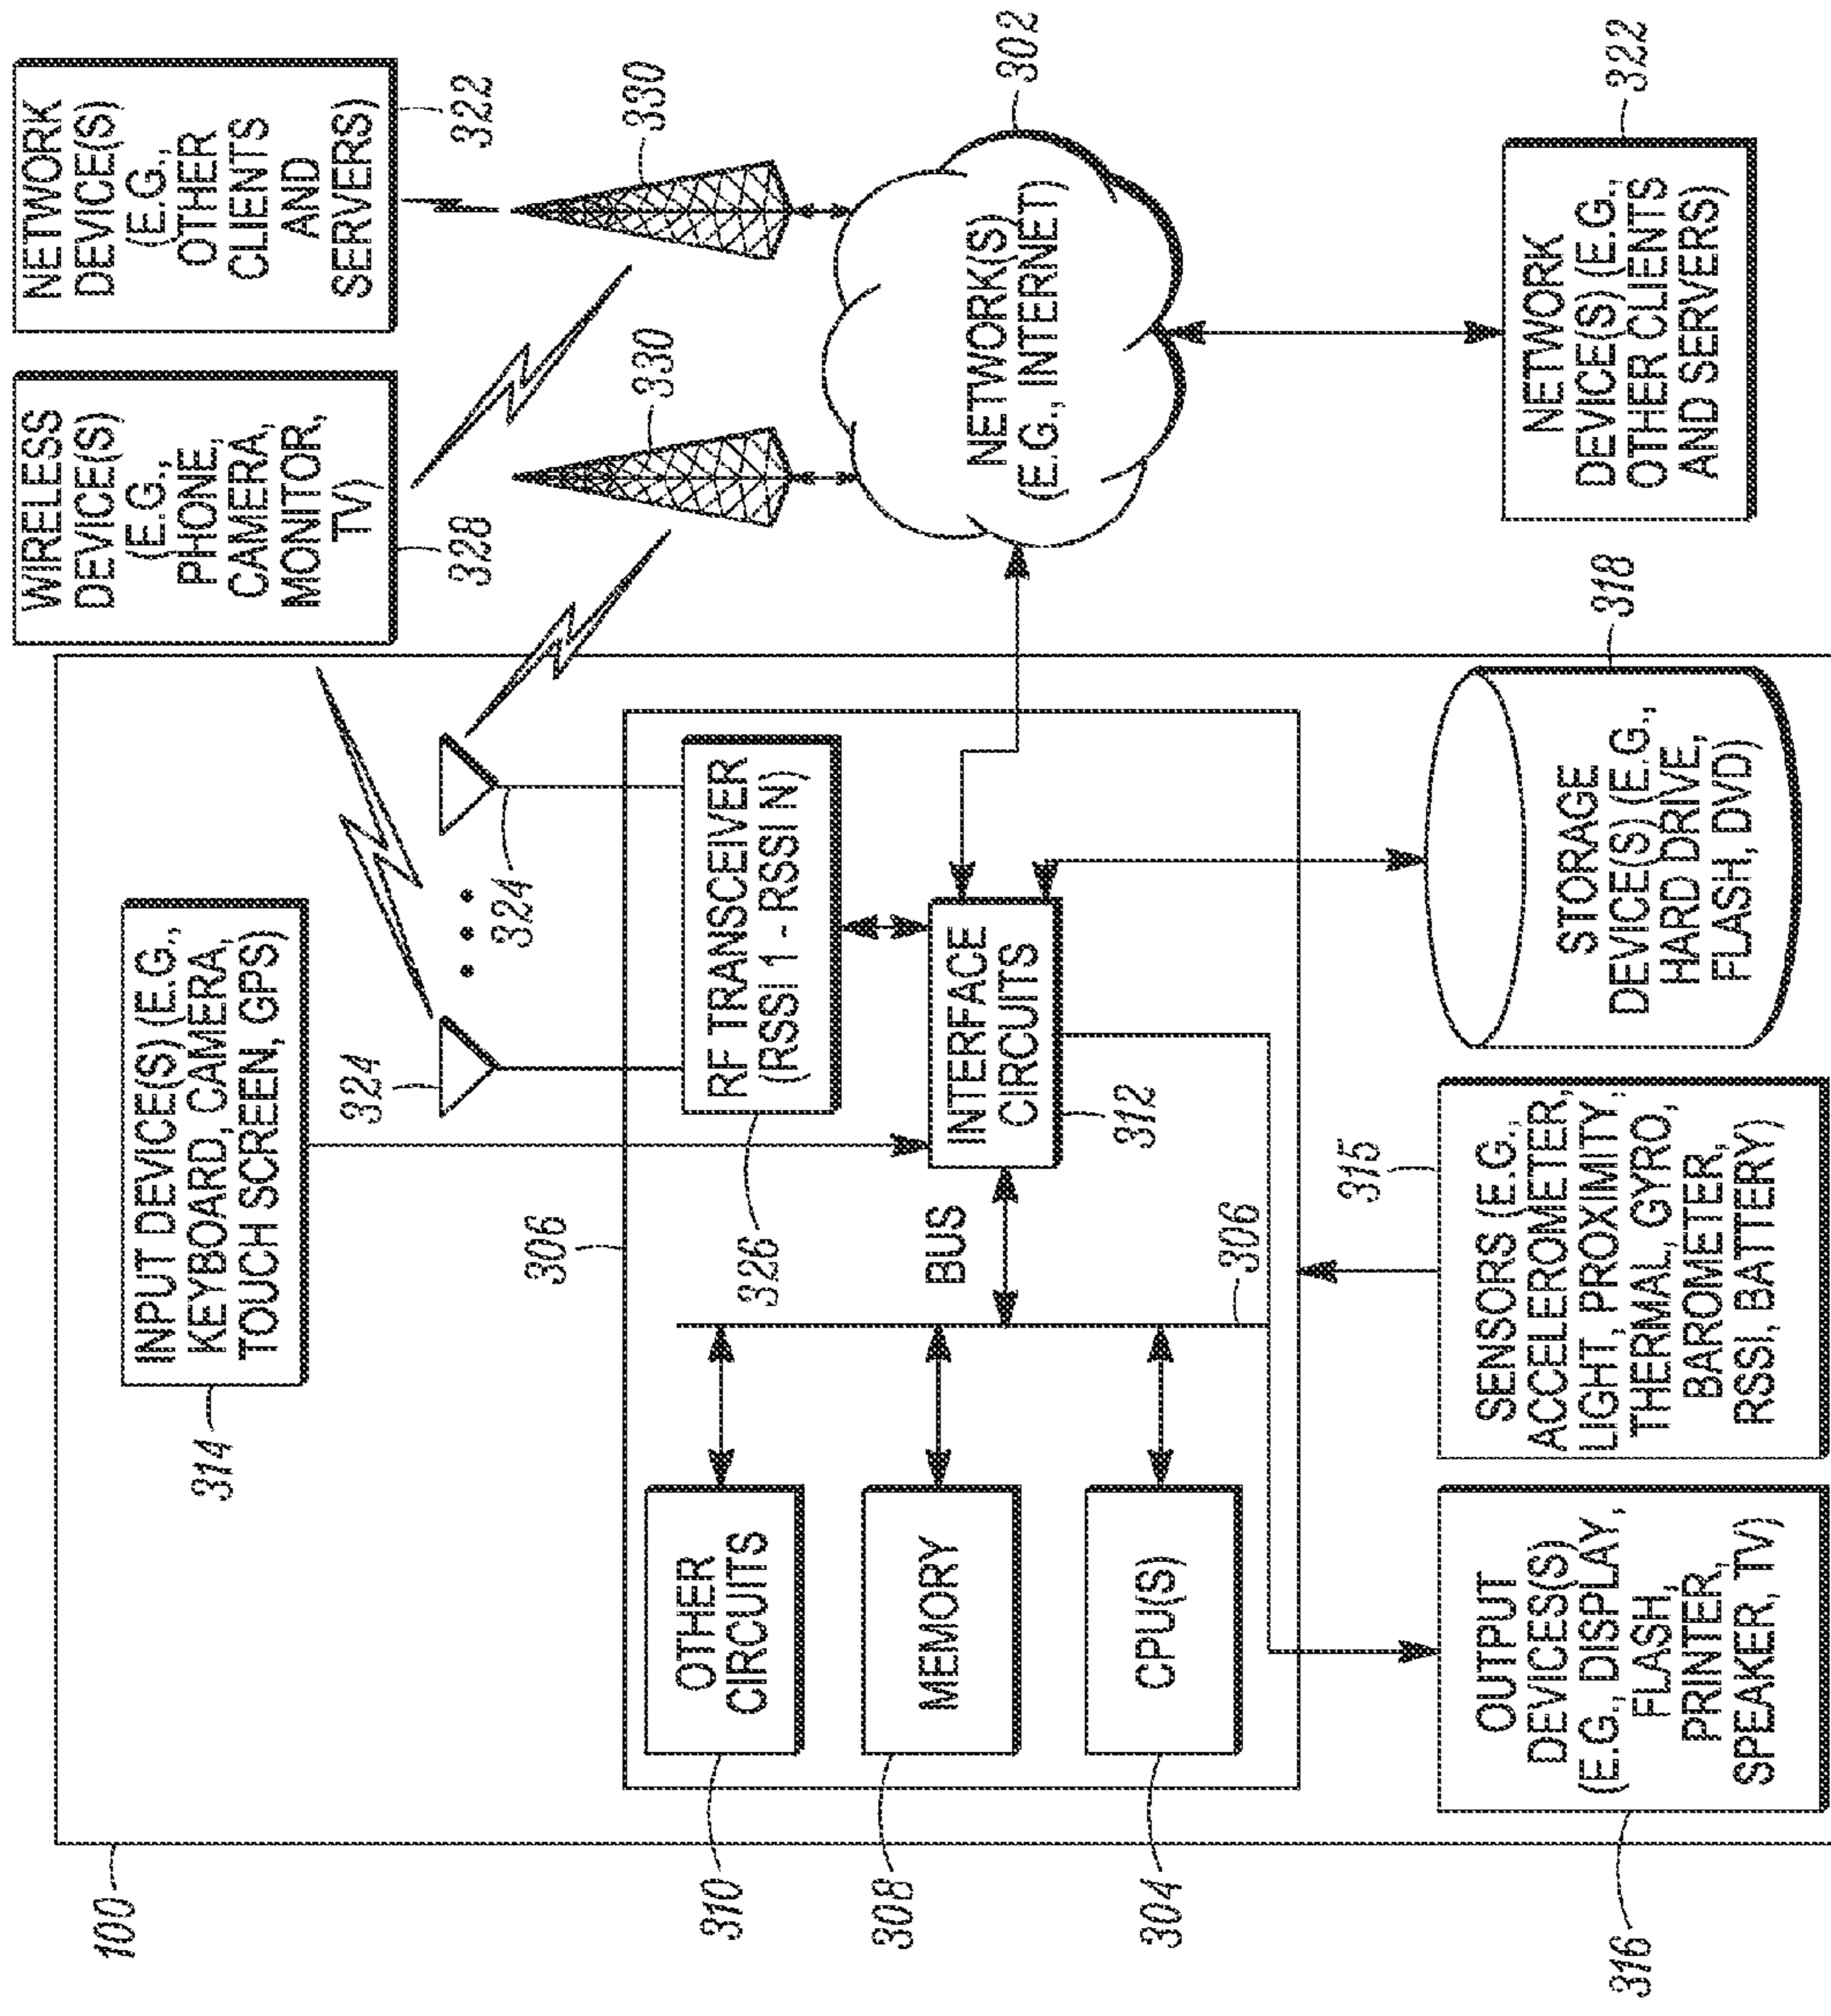 100
INPUT DEVICE(S) (E.G.,
KEYBOARD, CAMERA,
TOUCH SCREEN, GPS)
314
WIRELESS
DEVICE(S)
(E.G.,
PHONE,
CAMERA,
MONITOR,
TV)
328
NETWORK
DEVICE(S)
(E.G.,
OTHER
CLIENTS
AND
SERVERS)
322
324
324
330
330
306
OTHER
CIRCUITS
310
RF TRANSCEIVER
(RSSI 1 - RSSI N)
326
MEMORY
308
BUS
INTERFACE
CIRCUITS
312
NETWORK(S)
(E.G., INTERNET)
302
CPU(S)
304
306
OUTPUT
DEVICES(S)
(E.G., DISPLAY,
FLASH,
PRINTER,
SPEAKER, TV)
316
SENSORS (E.G.,
ACCELEROMETER,
LIGHT, PROXIMITY,
THERMAL, GYRO,
BAROMETER,
RSSI, BATTERY)
315
STORAGE
DEVICE(S) (E.G.,
HARD DRIVE,
FLASH, DVD)
318
NETWORK
DEVICE(S) (E.G.,
OTHER CLIENTS
AND SERVERS)
322